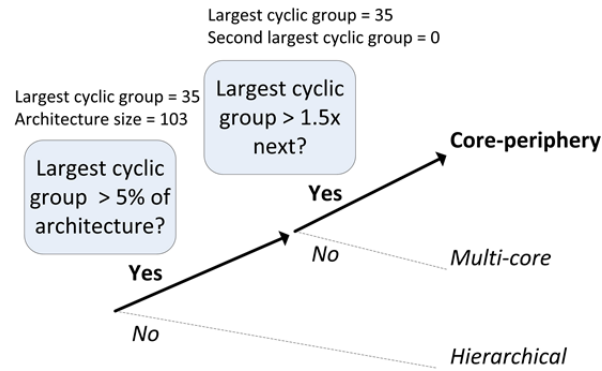 Largest cyclic group = 35
Second largest cyclic group = 0
Largest cyclic group = 35
Architecture size = 103
Largest cyclic
group > 1.5x
next?
Largest cyclic
group > 5% of
architecture?
Core-periphery
Yes
No
Multi-core
Yes
No
Hierarchical